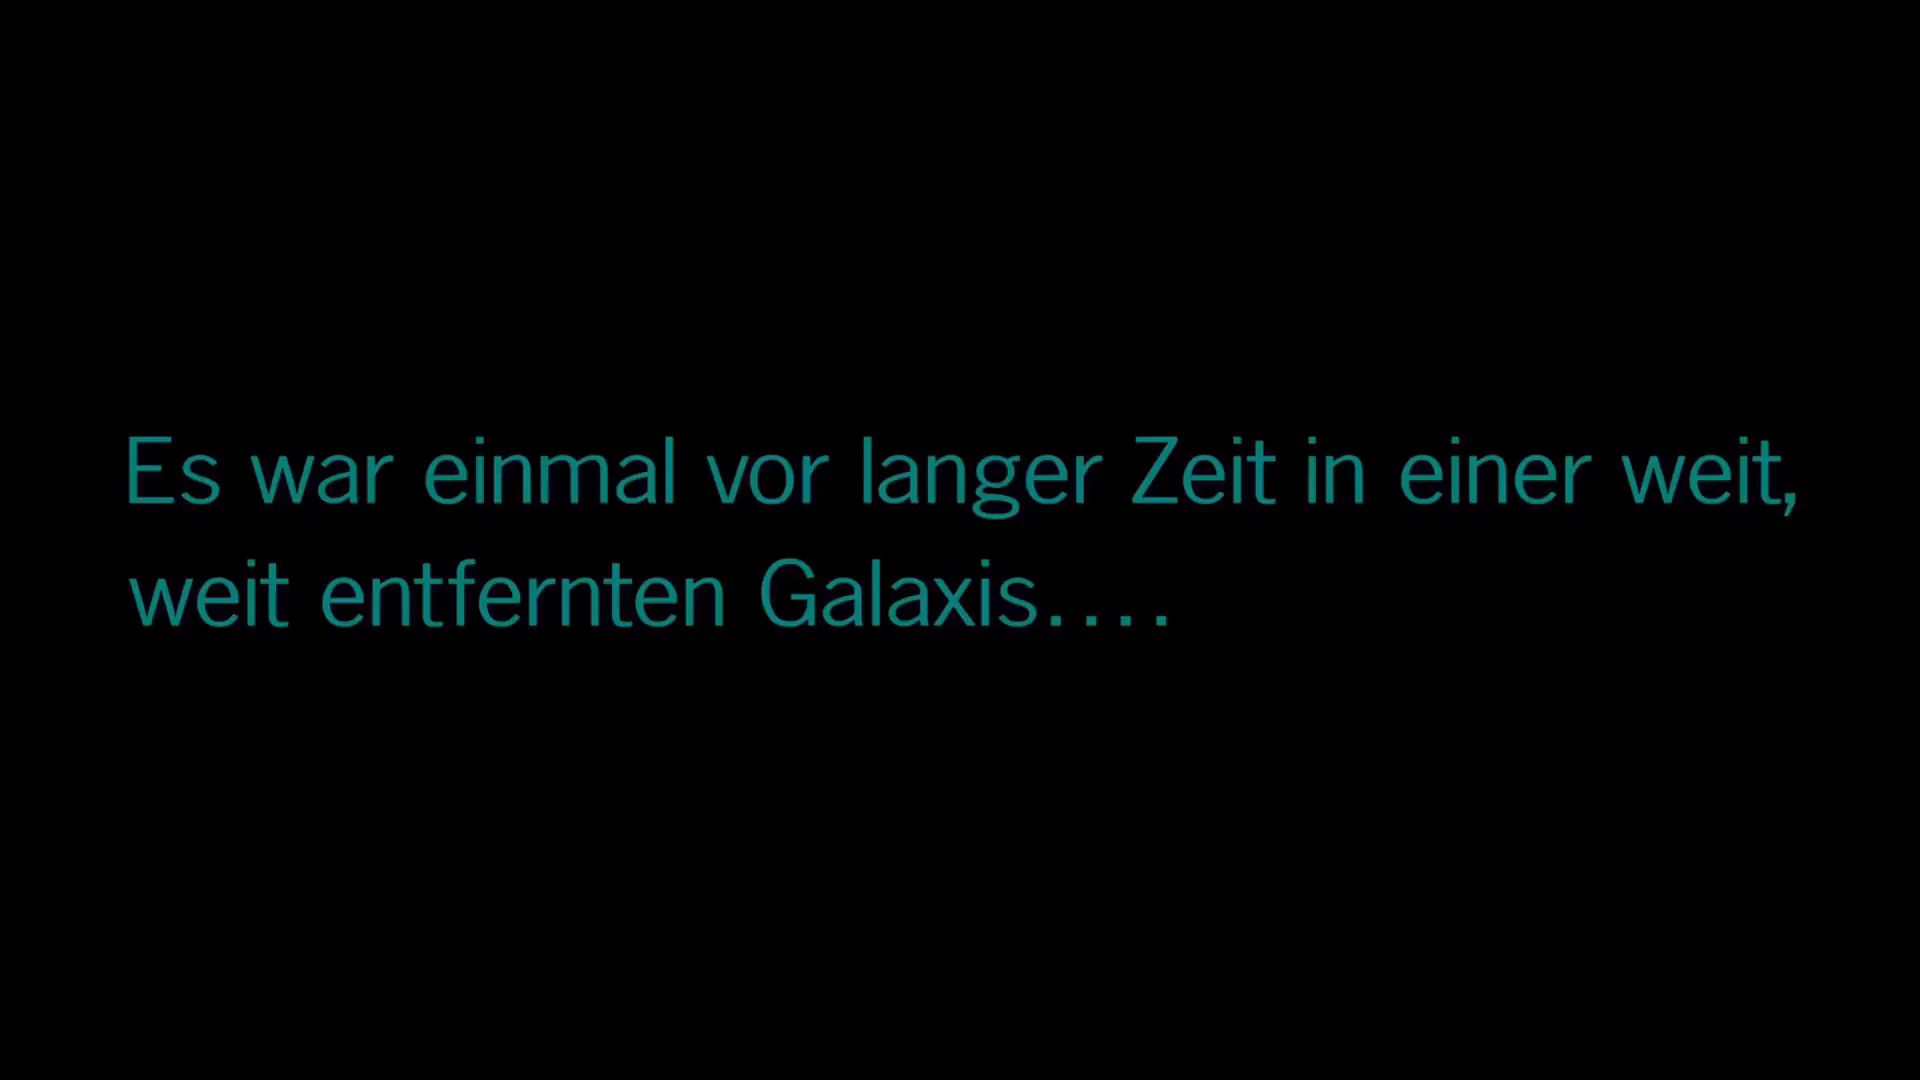 Es war einmal vor langer Zeit in einer weit,
weit entfernten Galaxis....